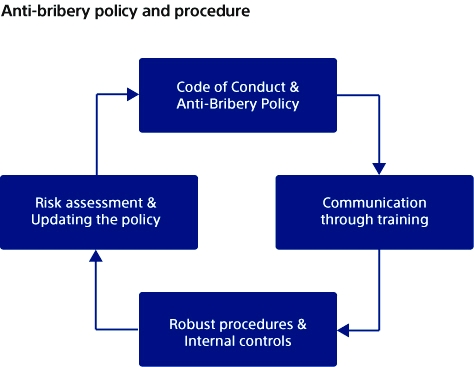 Anti-bribery policy and procedure
Code of Conduct &
Anti-Bribery Policy
Risk assessment &
Updating the policy
Communication
through training
Robust procedures &
Internal controls